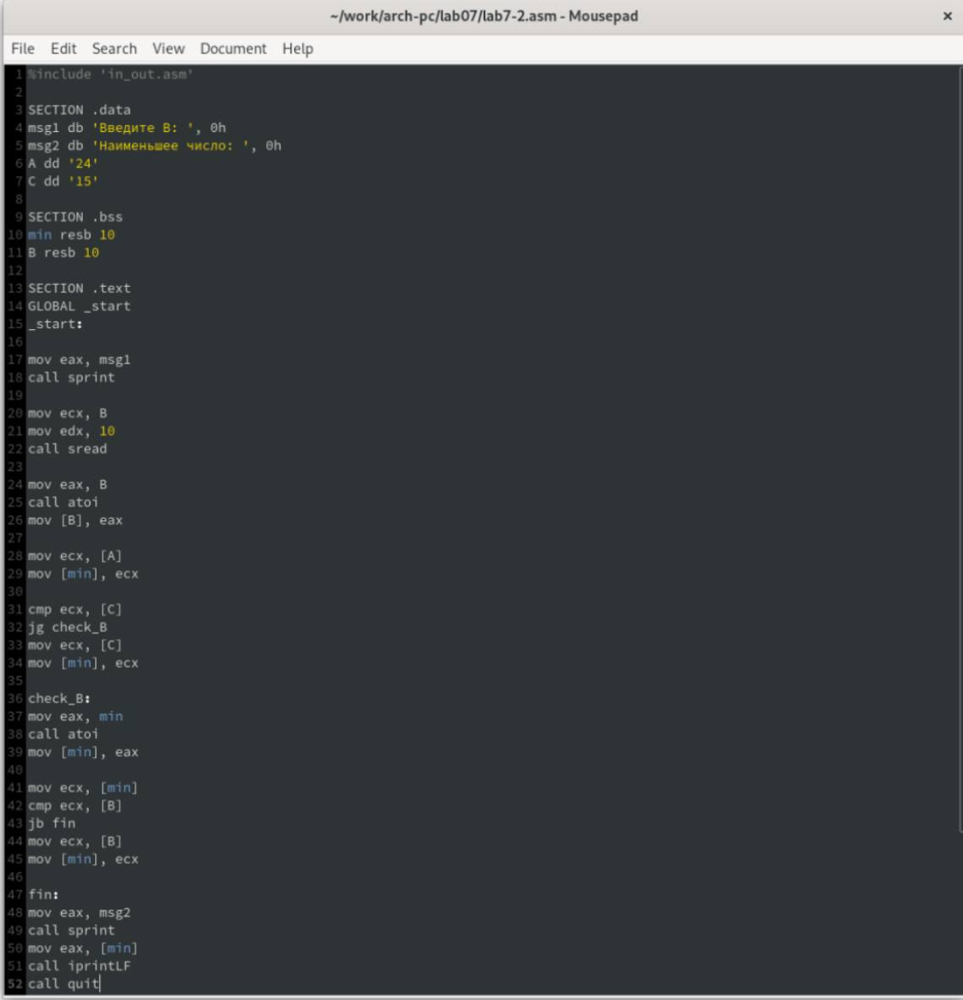 ~/work/arch-pc/lab07/lab7-2.asm - Mousepad ×
File Edit Search View Document Help
1 %include 'in_out.asm'
2
3 SECTION .data
4 msg1 db 'Введите B: ', 0h
5 msg2 db 'Наименьшее число: ', 0h
6 A dd '24'
7 C dd '15'
8
9 SECTION .bss
10 min resb 10
11 B resb 10
12
13 SECTION .text
14 GLOBAL _start
15 _start:
16
17 mov eax, msg1
18 call sprint
19
20 mov ecx, B
21 mov edx, 10
22 call sread
23
24 mov eax, B
25 call atoi
26 mov [B], eax
27
28 mov ecx, [A]
29 mov [min], ecx
30
31 cmp ecx, [C]
32 jg check_B
33 mov ecx, [C]
34 mov [min], ecx
35
36 check_B:
37 mov eax, min
38 call atoi
39 mov [min], eax
40
41 mov ecx, [min]
42 cmp ecx, [B]
43 jb fin
44 mov ecx, [B]
45 mov [min], ecx
46
47 fin:
48 mov eax, msg2
49 call sprint
50 mov eax, [min]
51 call iprintLF
52 call quit